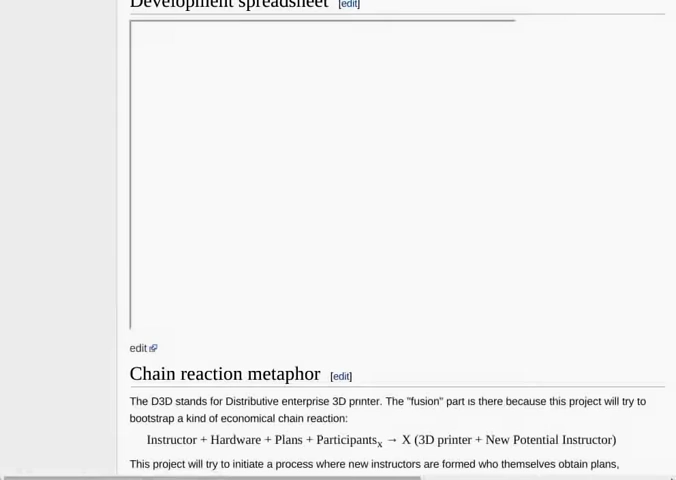 Development spreadsheet [edit]
edit
Chain reaction metaphor [edit]
The D3D stands for Distributive enterprise 3D printer. The "fusion" part is there because this project will try to
bootstrap a kind of economical chain reaction:
Instructor + Hardware + Plans + Participantsx → X (3D printer + New Potential Instructor)
This project will try to initiate a process where new instructors are formed who themselves obtain plans,